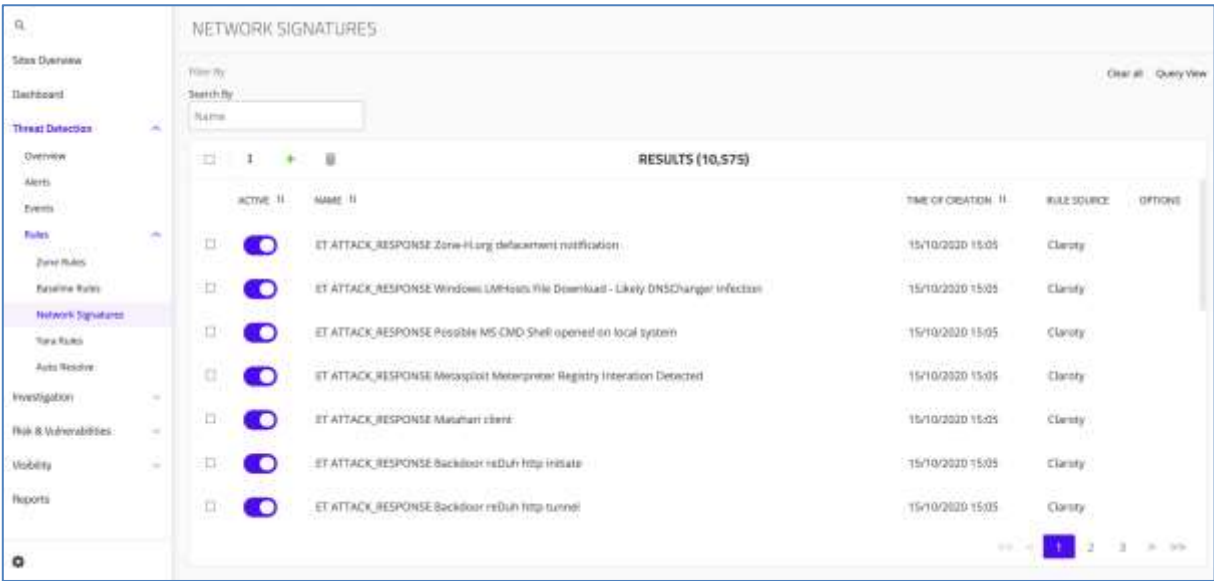 NETWORK SIGNATURES
Sites Overview
Dashboard
Threat Detection
Overview
Alerts
Events
Rules
Zone Rules
Baseline Rules
Network Signatures
Yara Rules
Auto Resolve
Investigation
Risk & Vulnerabilities
Visibility
Reports
Filter By
Clear all Query View
Search By
Name
RESULTS (10,575)
ACTIVE NAME TIME OF CREATION RULE SOURCE OPTIONS
ET ATTACK_RESPONSE Zone-H.org defacement notification 15/10/2020 15:05 Claroty
ET ATTACK_RESPONSE Windows LMHosts File Download - Likely DNSChanger Infection 15/10/2020 15:05 Claroty
ET ATTACK_RESPONSE Possible MS CMD Shell opened on local system 15/10/2020 15:05 Claroty
ET ATTACK_RESPONSE Metasploit Meterpreter Registry Interation Detected 15/10/2020 15:05 Claroty
ET ATTACK_RESPONSE Matahari client 15/10/2020 15:05 Claroty
ET ATTACK_RESPONSE Backdoor reDuh http initiate 15/10/2020 15:05 Claroty
ET ATTACK_RESPONSE Backdoor reDuh http tunnel 15/10/2020 15:05 Claroty
<< < 1 2 3 > >>